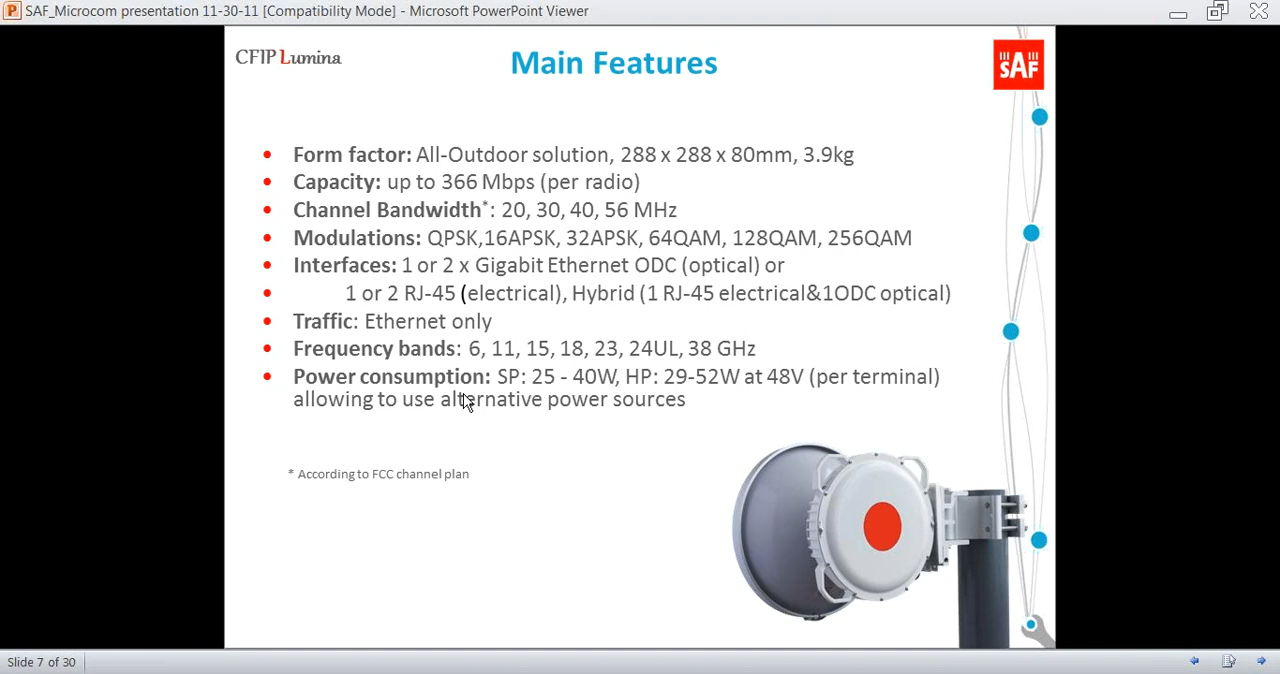 SAF_Microcom presentation 11-30-11 [Compatibility Mode] - Microsoft PowerPoint Viewer
CFIP Lumina
Main Features
SAF
• Form factor: All-Outdoor solution, 288 x 288 x 80mm, 3.9kg
• Capacity: up to 366 Mbps (per radio)
• Channel Bandwidth*: 20, 30, 40, 56 MHz
• Modulations: QPSK,16APSK, 32APSK, 64QAM, 128QAM, 256QAM
• Interfaces: 1 or 2 x Gigabit Ethernet ODC (optical) or
• 1 or 2 RJ-45 (electrical), Hybrid (1 RJ-45 electrical&1ODC optical)
• Traffic: Ethernet only
• Frequency bands: 6, 11, 15, 18, 23, 24UL, 38 GHz
• Power consumption: SP: 25 - 40W, HP: 29-52W at 48V (per terminal)
allowing to use alternative power sources
* According to FCC channel plan
Slide 7 of 30